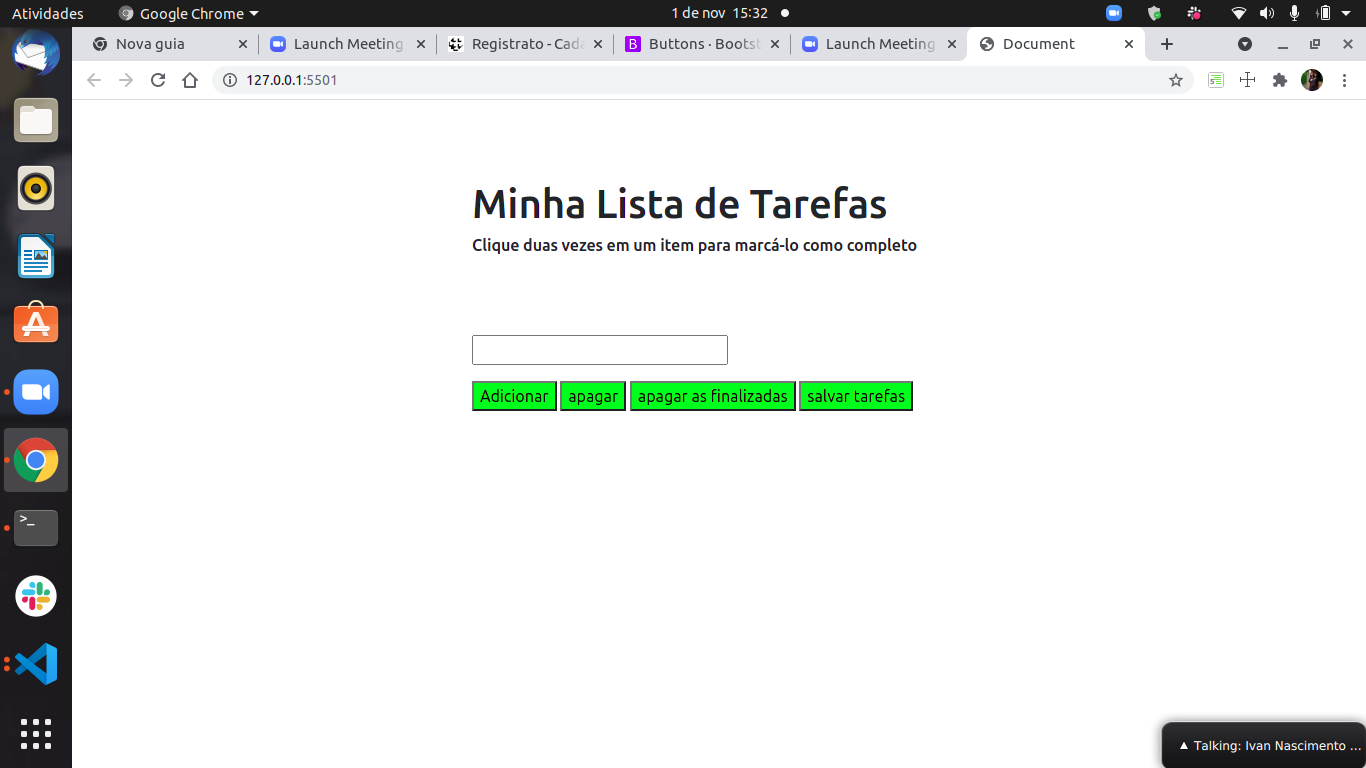 Atividades Google Chrome 1 de nov 15:32
Nova guia Launch Meeting Registrato - Cada Buttons · Bootst Launch Meeting Document
127.0.0.1:5501
Minha Lista de Tarefas
Clique duas vezes em um item para marcá-lo como completo
Adicionar apagar apagar as finalizadas salvar tarefas
Talking: Ivan Nascimento ...